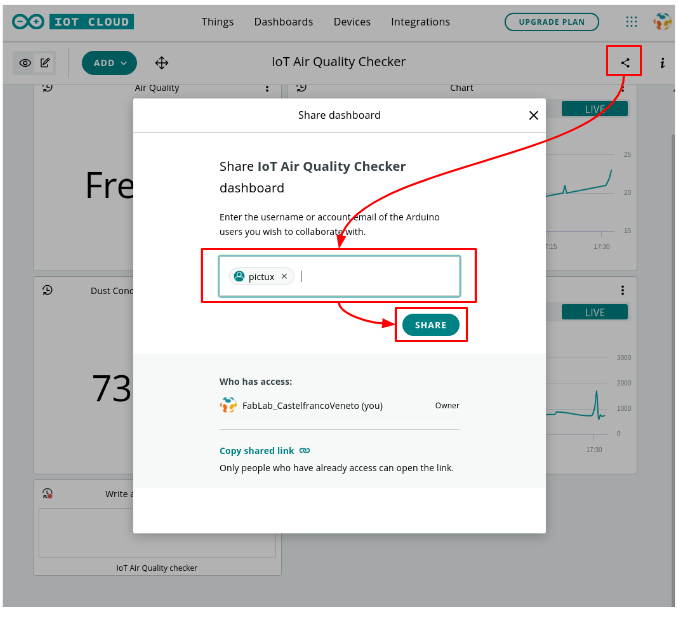 IOT CLOUD
Things Dashboards Devices Integrations
UPGRADE PLAN
ADD
IoT Air Quality Checker
Air Quality
Chart
Share dashboard
LIVE
Share IoT Air Quality Checker
dashboard
Fre
25
20
15
Enter the username or account email of the Arduino
users you wish to collaborate with.
7:15 17:30
pictux
Dust Conc
LIVE
SHARE
73
3000
2000
1000
0
17:30
Who has access:
FabLab_CastelfrancoVeneto (you) Owner
Copy shared link
Only people who have already access can open the link.
Write a
IoT Air Quality checker